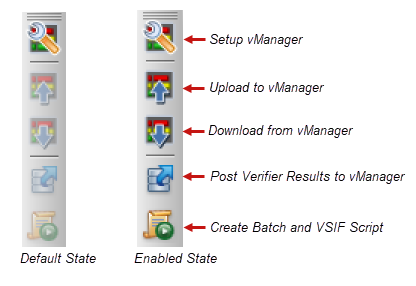 Setup vManager
Upload to vManager
Download from vManager
Post Verifier Results to vManager
Create Batch and VSIF Script
Default State
Enabled State